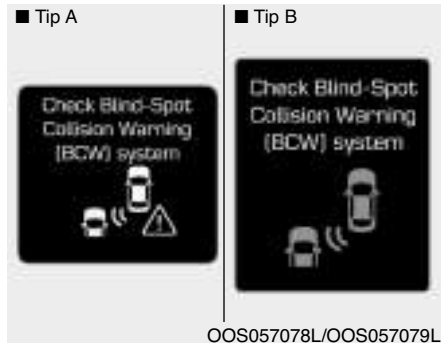 ■ Tip A
Check Blind-Spot
Collision Warning
(BCW) system
■ Tip B
Check Blind-Spot
Collision Warning
(BCW) system
OOS057078L/OOS057079L